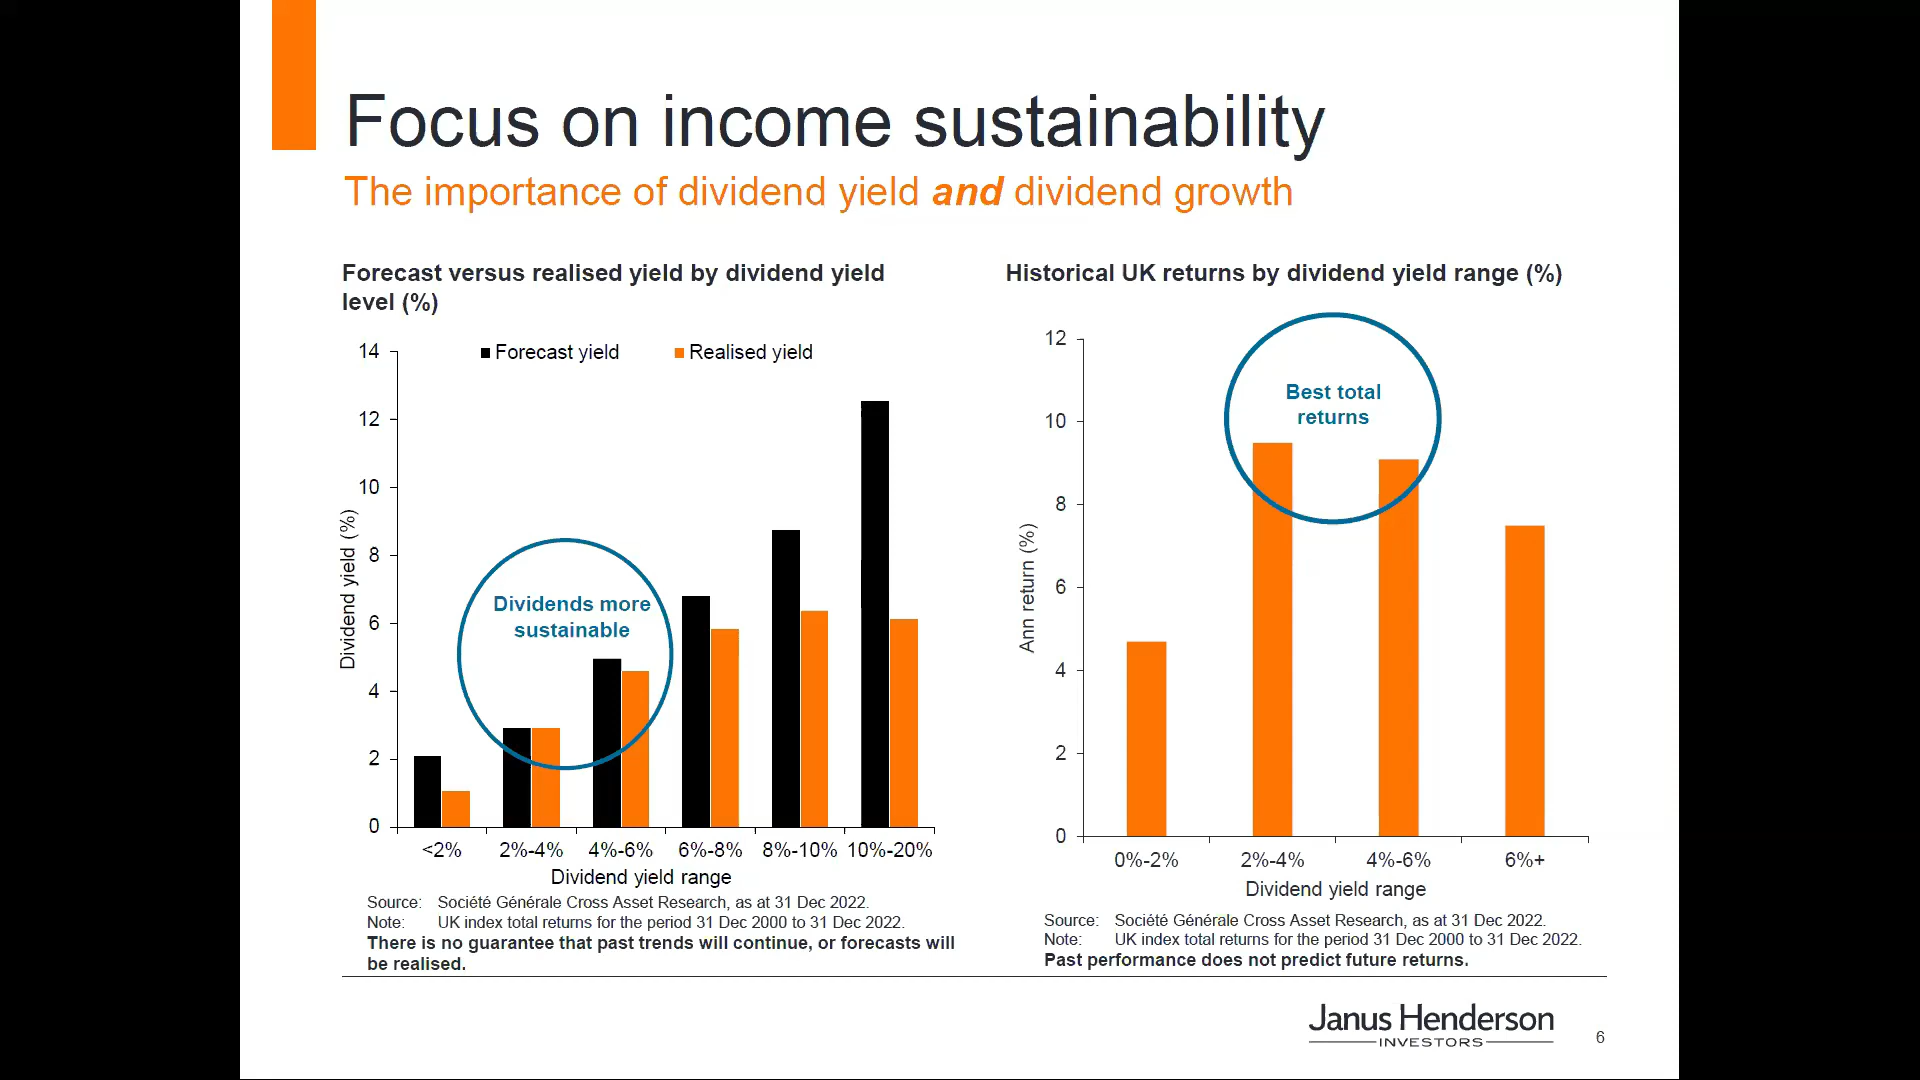 Focus on income sustainability
The importance of dividend yield and dividend growth
Forecast versus realised yield by dividend yield
level (%)
Forecast yield
Realised yield
14
12
10
8
6
4
2
0
Dividend yield (%)
Dividends more
sustainable
<2%
2%-4%
4%-6%
6%-8%
8%-10%
10%-20%
Dividend yield range
Source: Société Générale Cross Asset Research, as at 31 Dec 2022.
Note: UK index total returns for the period 31 Dec 2000 to 31 Dec 2022.
There is no guarantee that past trends will continue, or forecasts will
be realised.
Historical UK returns by dividend yield range (%)
12
10
8
6
4
2
0
Ann return (%)
Best total
returns
0%-2%
2%-4%
4%-6%
6%+
Dividend yield range
Source: Société Générale Cross Asset Research, as at 31 Dec 2022.
Note: UK index total returns for the period 31 Dec 2000 to 31 Dec 2022.
Past performance does not predict future returns.
Janus Henderson
INVESTORS
6